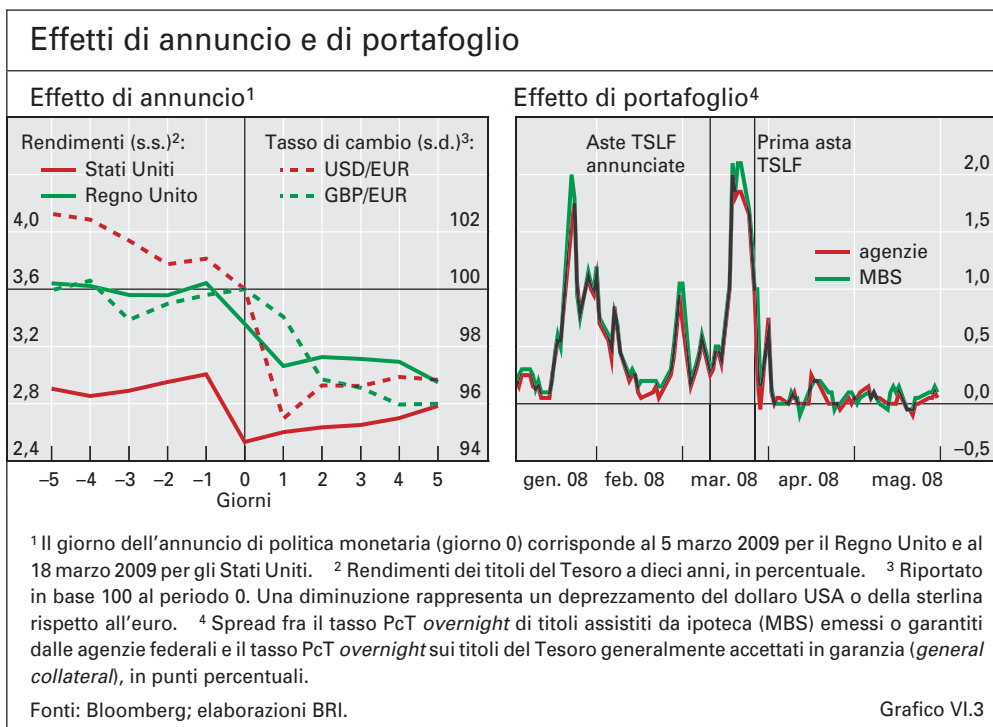 Effetti di annuncio e di portafoglio
Effetto di annuncio¹
Rendimenti (s.s.)²:
Stati Uniti
Regno Unito
Tasso di cambio (s.d.)³:
USD/EUR
GBP/EUR
4,0
3,6
3,2
2,8
2,4
102
100
98
96
94
–5 –4 –3 –2 –1 0 1 2 3 4 5
Giorni
Effetto di portafoglio⁴
Aste TSLF
annunciate
Prima asta
TSLF
agenzie
MBS
2,0
1,5
1,0
0,5
0,0
–0,5
gen. 08 feb. 08 mar. 08 apr. 08 mag. 08
¹ Il giorno dell'annuncio di politica monetaria (giorno 0) corrisponde al 5 marzo 2009 per il Regno Unito e al
18 marzo 2009 per gli Stati Uniti. ² Rendimenti dei titoli del Tesoro a dieci anni, in percentuale. ³ Riportato
in base 100 al periodo 0. Una diminuzione rappresenta un deprezzamento del dollaro USA o della sterlina
rispetto all'euro. ⁴ Spread fra il tasso PcT overnight di titoli assistiti da ipoteca (MBS) emessi o garantiti
dalle agenzie federali e il tasso PcT overnight sui titoli del Tesoro generalmente accettati in garanzia (general
collateral), in punti percentuali.
Fonti: Bloomberg; elaborazioni BRI.
Grafico VI.3